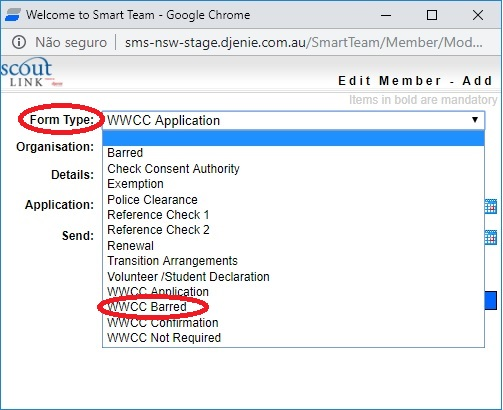 Welcome to Smart Team - Google Chrome
Não seguro sms-nsw-stage.djenie.com.au/SmartTeam/Member/Mod...
scout
LINK
Edit Member - Add
Items in bold are mandatory
Form Type: WWCC Application
Organisation:
Barred
Details:
Check Consent Authority
Exemption
Police Clearance
Application:
Reference Check 1
Reference Check 2
Send:
Renewal
Transition Arrangements
Volunteer /Student Declaration
WWCC Application
WWCC Barred
WWCC Confirmation
WWCC Not Required